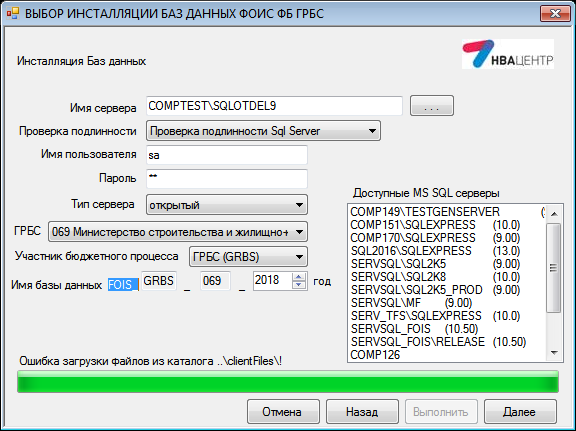 ВЫБОР ИНСТАЛЛЯЦИИ БАЗ ДАННЫХ ФОИС ФБ ГРБС
Инсталляция Баз данных
НВАЦЕНТР
Имя сервера COMPTEST\SQLOTDEL9 ...
Проверка подлинности Проверка подлинности Sql Server
Имя пользователя sa
Пароль **
Тип сервера открытый
ГРБС 069 Министерство строительства и жилищно-к
Участник бюджетного процесса ГРБС (GRBS)
Имя базы данных FOIS_ GRBS _ 069 _ 2018 год
Доступные MS SQL серверы
COMP149\TESTGENSERVER
COMP151\SQLEXPRESS (10.0)
COMP170\SQLEXPRESS (9.00)
SQL2016\SQLEXPRESS (13.0)
SERVSQL\SQL2K5 (9.00)
SERVSQL\SQL2K8 (10.0)
SERVSQL\SQL2K5_PROD (9.00)
SERVSQL\MF (9.00)
SERV_TFS\SQLEXPRESS (10.0)
SERVSQL_FOIS (10.50)
SERVSQL_FOIS\RELEASE (10.50)
COMP126
Ошибка загрузки файлов из каталога ..\clientFiles\!
Отмена Назад Выполнить Далее